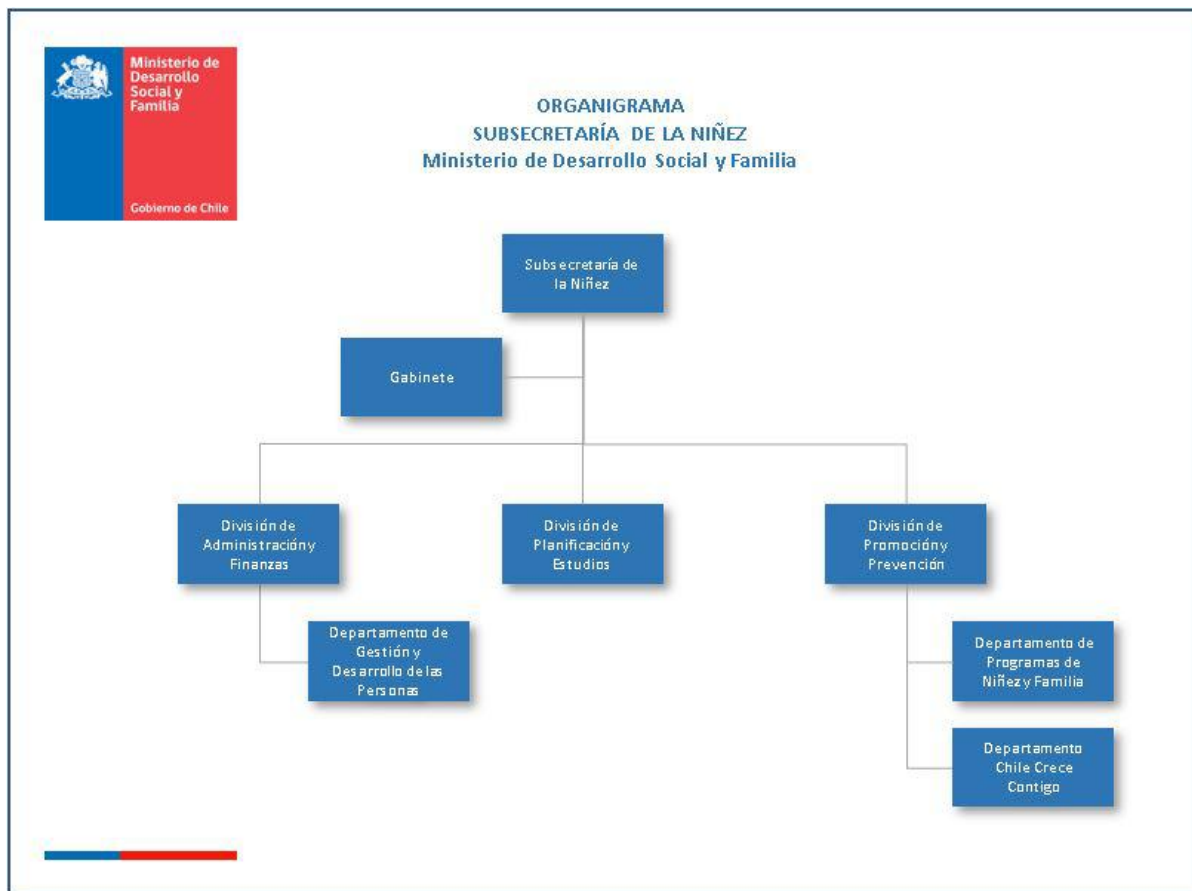 Ministerio de
Desarrollo
Social y
Familia
Gobierno de Chile
ORGANIGRAMA
SUBSECRETARÍA DE LA NIÑEZ
Ministerio de Desarrollo Social y Familia
Subsecretaría de
la Niñez
Gabinete
División de
Administración y
Finanzas
División de
Planificación y
Estudios
División de
Promoción y
Prevención
Departamento de
Gestión y
Desarrollo de las
Personas
Departamento de
Programas de
Niñez y Familia
Departamento
Chile Crece
Contigo